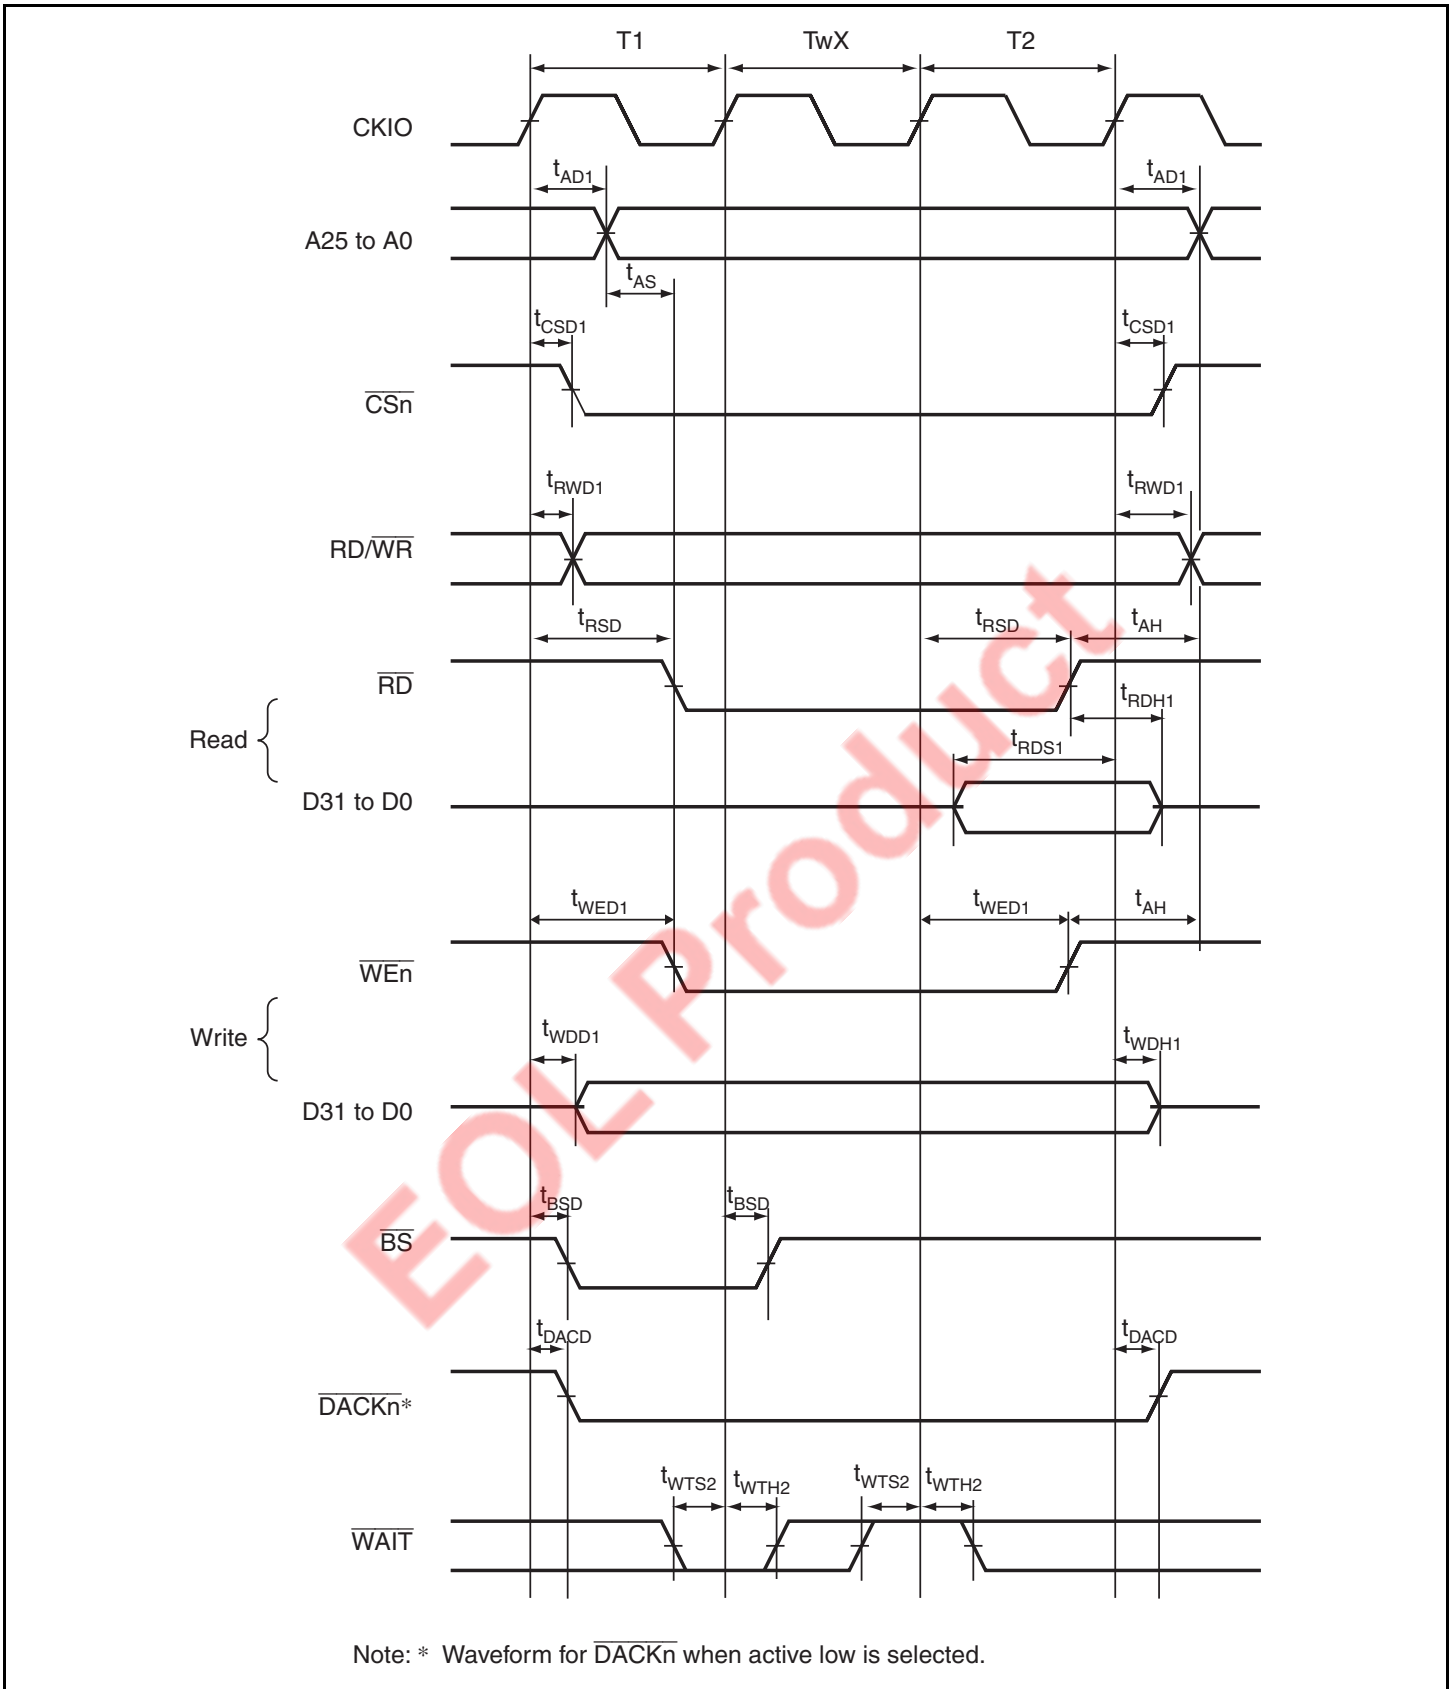 T1 TwX T2
CKIO
tAD1 tAD1
A25 to A0
tAS
tCSD1 tCSD1
CSn
tRWD1 tRWD1
RD/WR
tRSD tRSD tAH
RD
tRDH1
Read
tRDS1
D31 to D0
tWED1 tWED1 tAH
WEn
Write
tWDD1 tWDH1
D31 to D0
tBSD tBSD
BS
tDACD tDACD
DACKn*
tWTS2 tWTH2 tWTS2 tWTH2
WAIT
Note: * Waveform for DACKn when active low is selected.
EOL Product